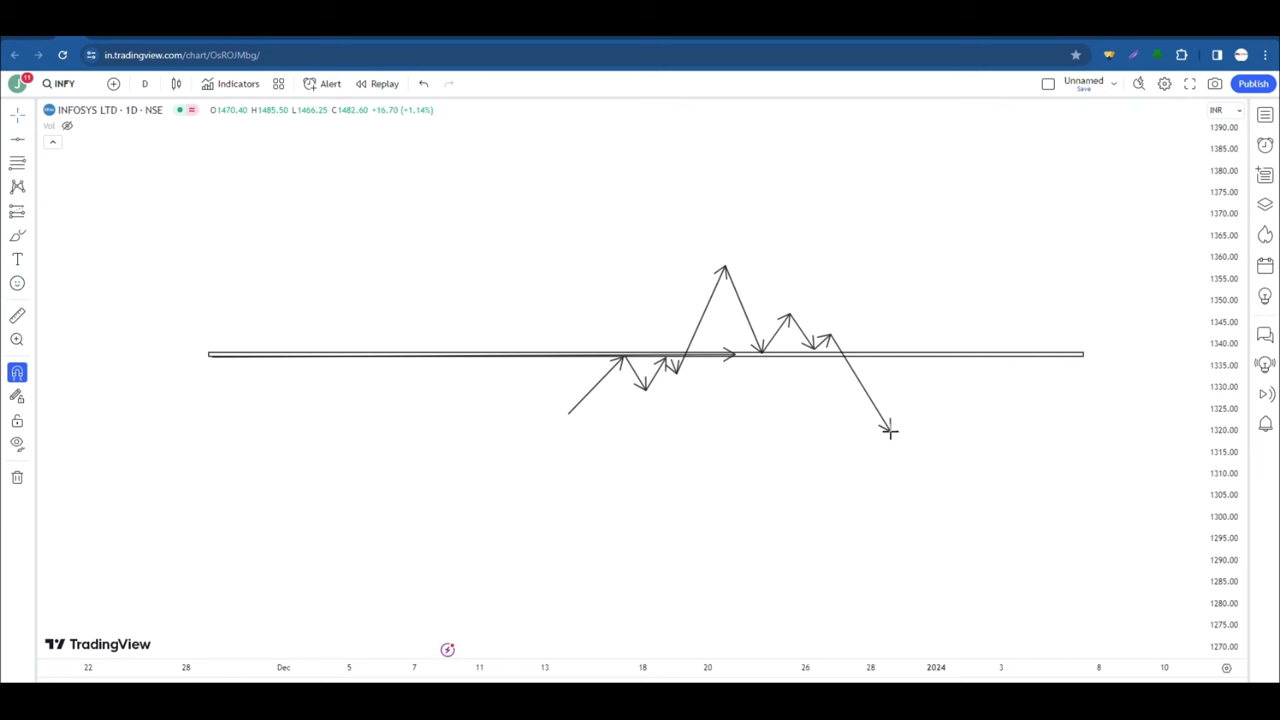 in.tradingview.com/chart/OsROJMbg/
11
J
INFY
D
Indicators
Alert
Replay
Unnamed
Save
Publish
INFOSYS LTD · 1D · NSE
O1470.40 H1485.50 L1466.25 C1482.60 +16.70 (+1.14%)
Vol
INR
1390.00
1385.00
1380.00
1375.00
1370.00
1365.00
1360.00
1355.00
1350.00
1345.00
1340.00
1335.00
1330.00
1325.00
1320.00
1315.00
1310.00
1305.00
1300.00
1295.00
1290.00
1285.00
1280.00
1275.00
1270.00
TradingView
22 28 Dec 5 7 11 13 18 20 26 28 2024 3 8 10